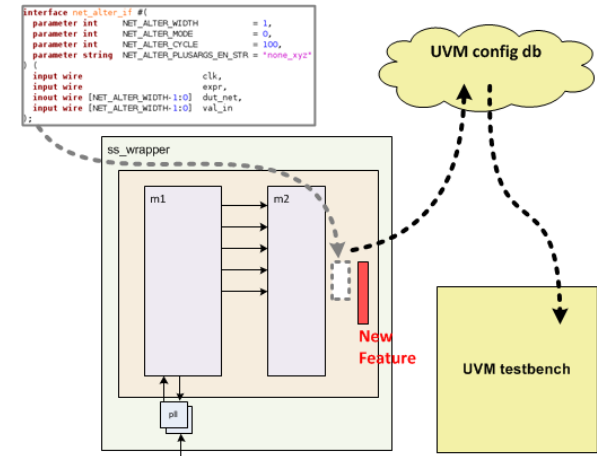 interface net_alter_if #(
parameter int NET_ALTER_WIDTH = 1,
parameter int NET_ALTER_MODE = 0,
parameter int NET_ALTER_CYCLE = 100,
parameter string NET_ALTER_PLUSARGS_EN_STR = "none_xyz"
) (
input wire clk,
input wire expr,
inout wire [NET_ALTER_WIDTH-1:0] dut_net,
input wire [NET_ALTER_WIDTH-1:0] val_in
);
UVM config db
ss_wrapper
m1
m2
New
Feature
UVM testbench
pll